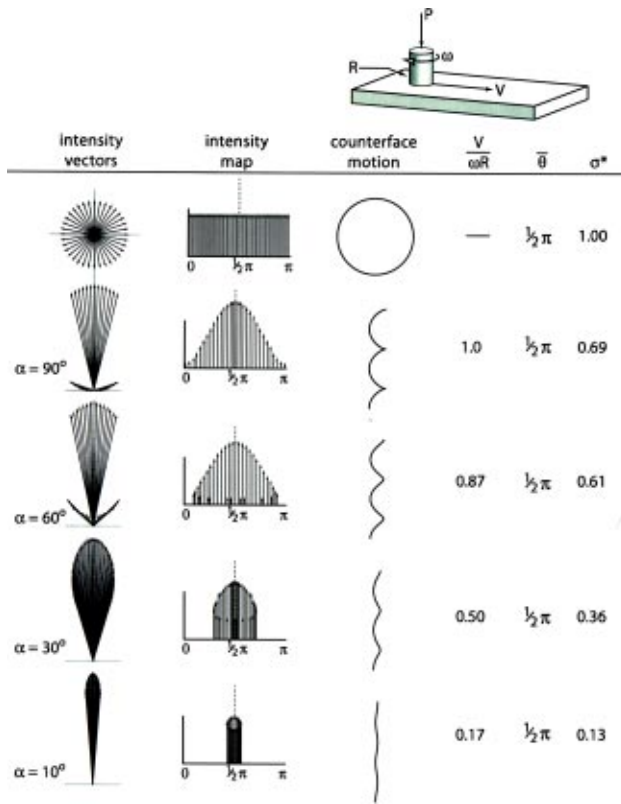 P
ω
R
V
intensity vectors
intensity map
counterface motion
V/ωR
θ̅
σ*
0 ½π π
— ½π 1.00
α = 90°
0 ½π π
1.0 ½π 0.69
α = 60°
0 ½π π
0.87 ½π 0.61
α = 30°
0 ½π π
0.50 ½π 0.36
α = 10°
0 ½π π
0.17 ½π 0.13